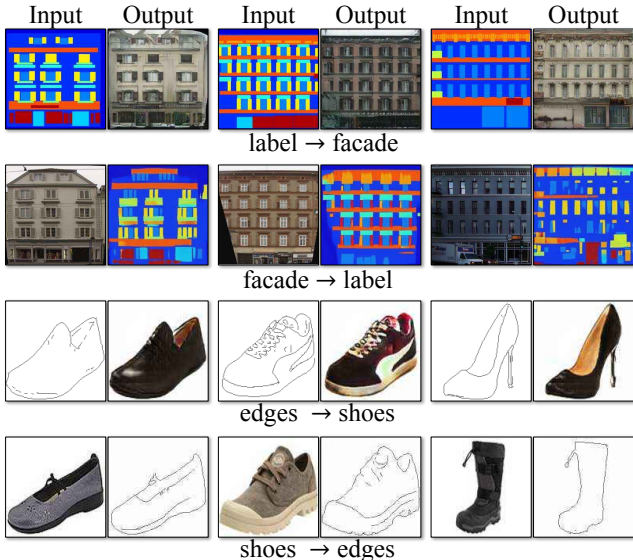 Input Output Input Output Input Output
label → facade
facade → label
edges → shoes
shoes → edges